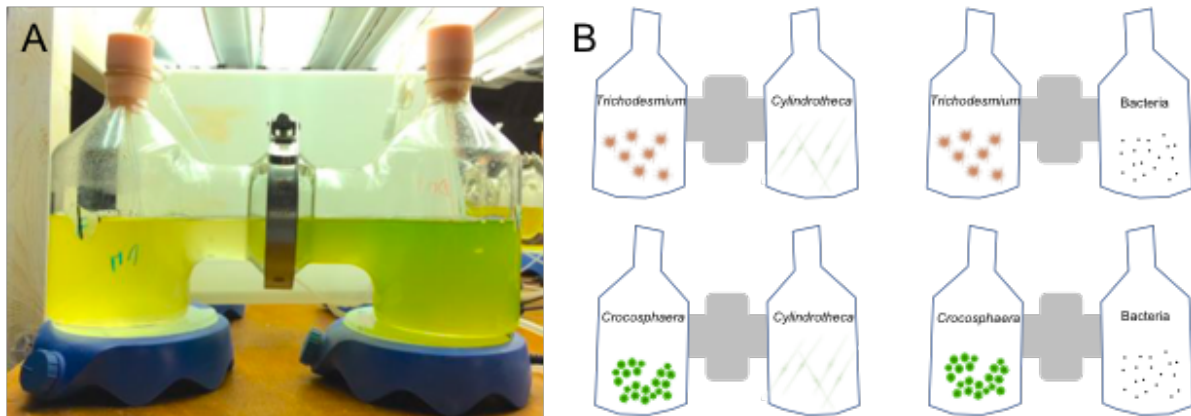 A
B
Trichodesmium
Cylindrotheca
Trichodesmium
Bacteria
Crocosphaera
Cylindrotheca
Crocosphaera
Bacteria